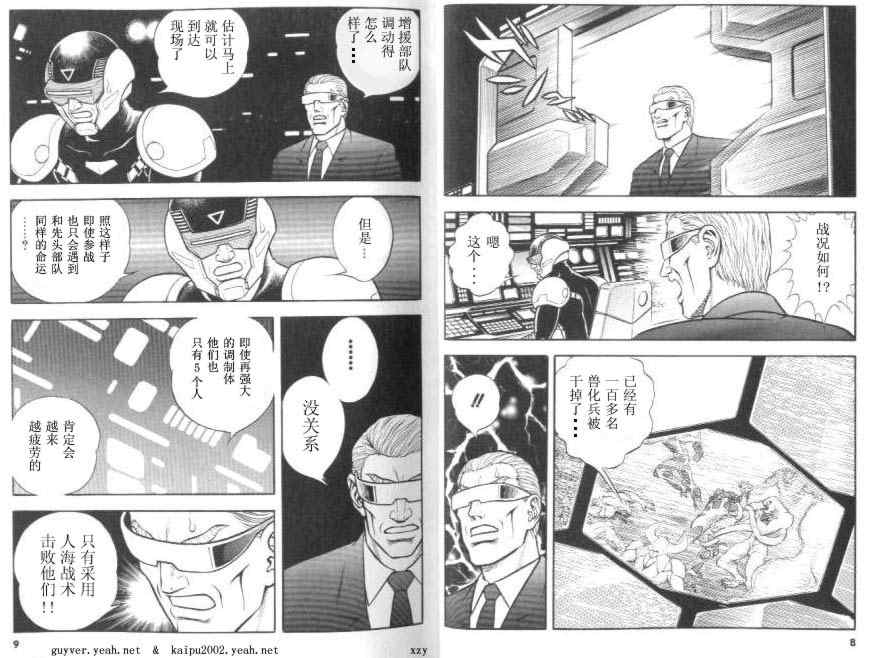 战况如何!?
嗯
这个...
已经有
一百多名
兽化兵被
干掉了...
!!
8
增援部队
调动得
怎么
样了...
估计马上
就可以
到达
现场了
但是...
照这样子
即使参战
也只会遇到
和先头部队
同样的命运
......?
......
没关系
即使再强大
的调制体
他们也
只有5个人
肯定会
越来
越疲劳的
只有采用
人海战术
击败他们!!
9
guyver.yeah.net & kaipu2002.yeah.net
xzy